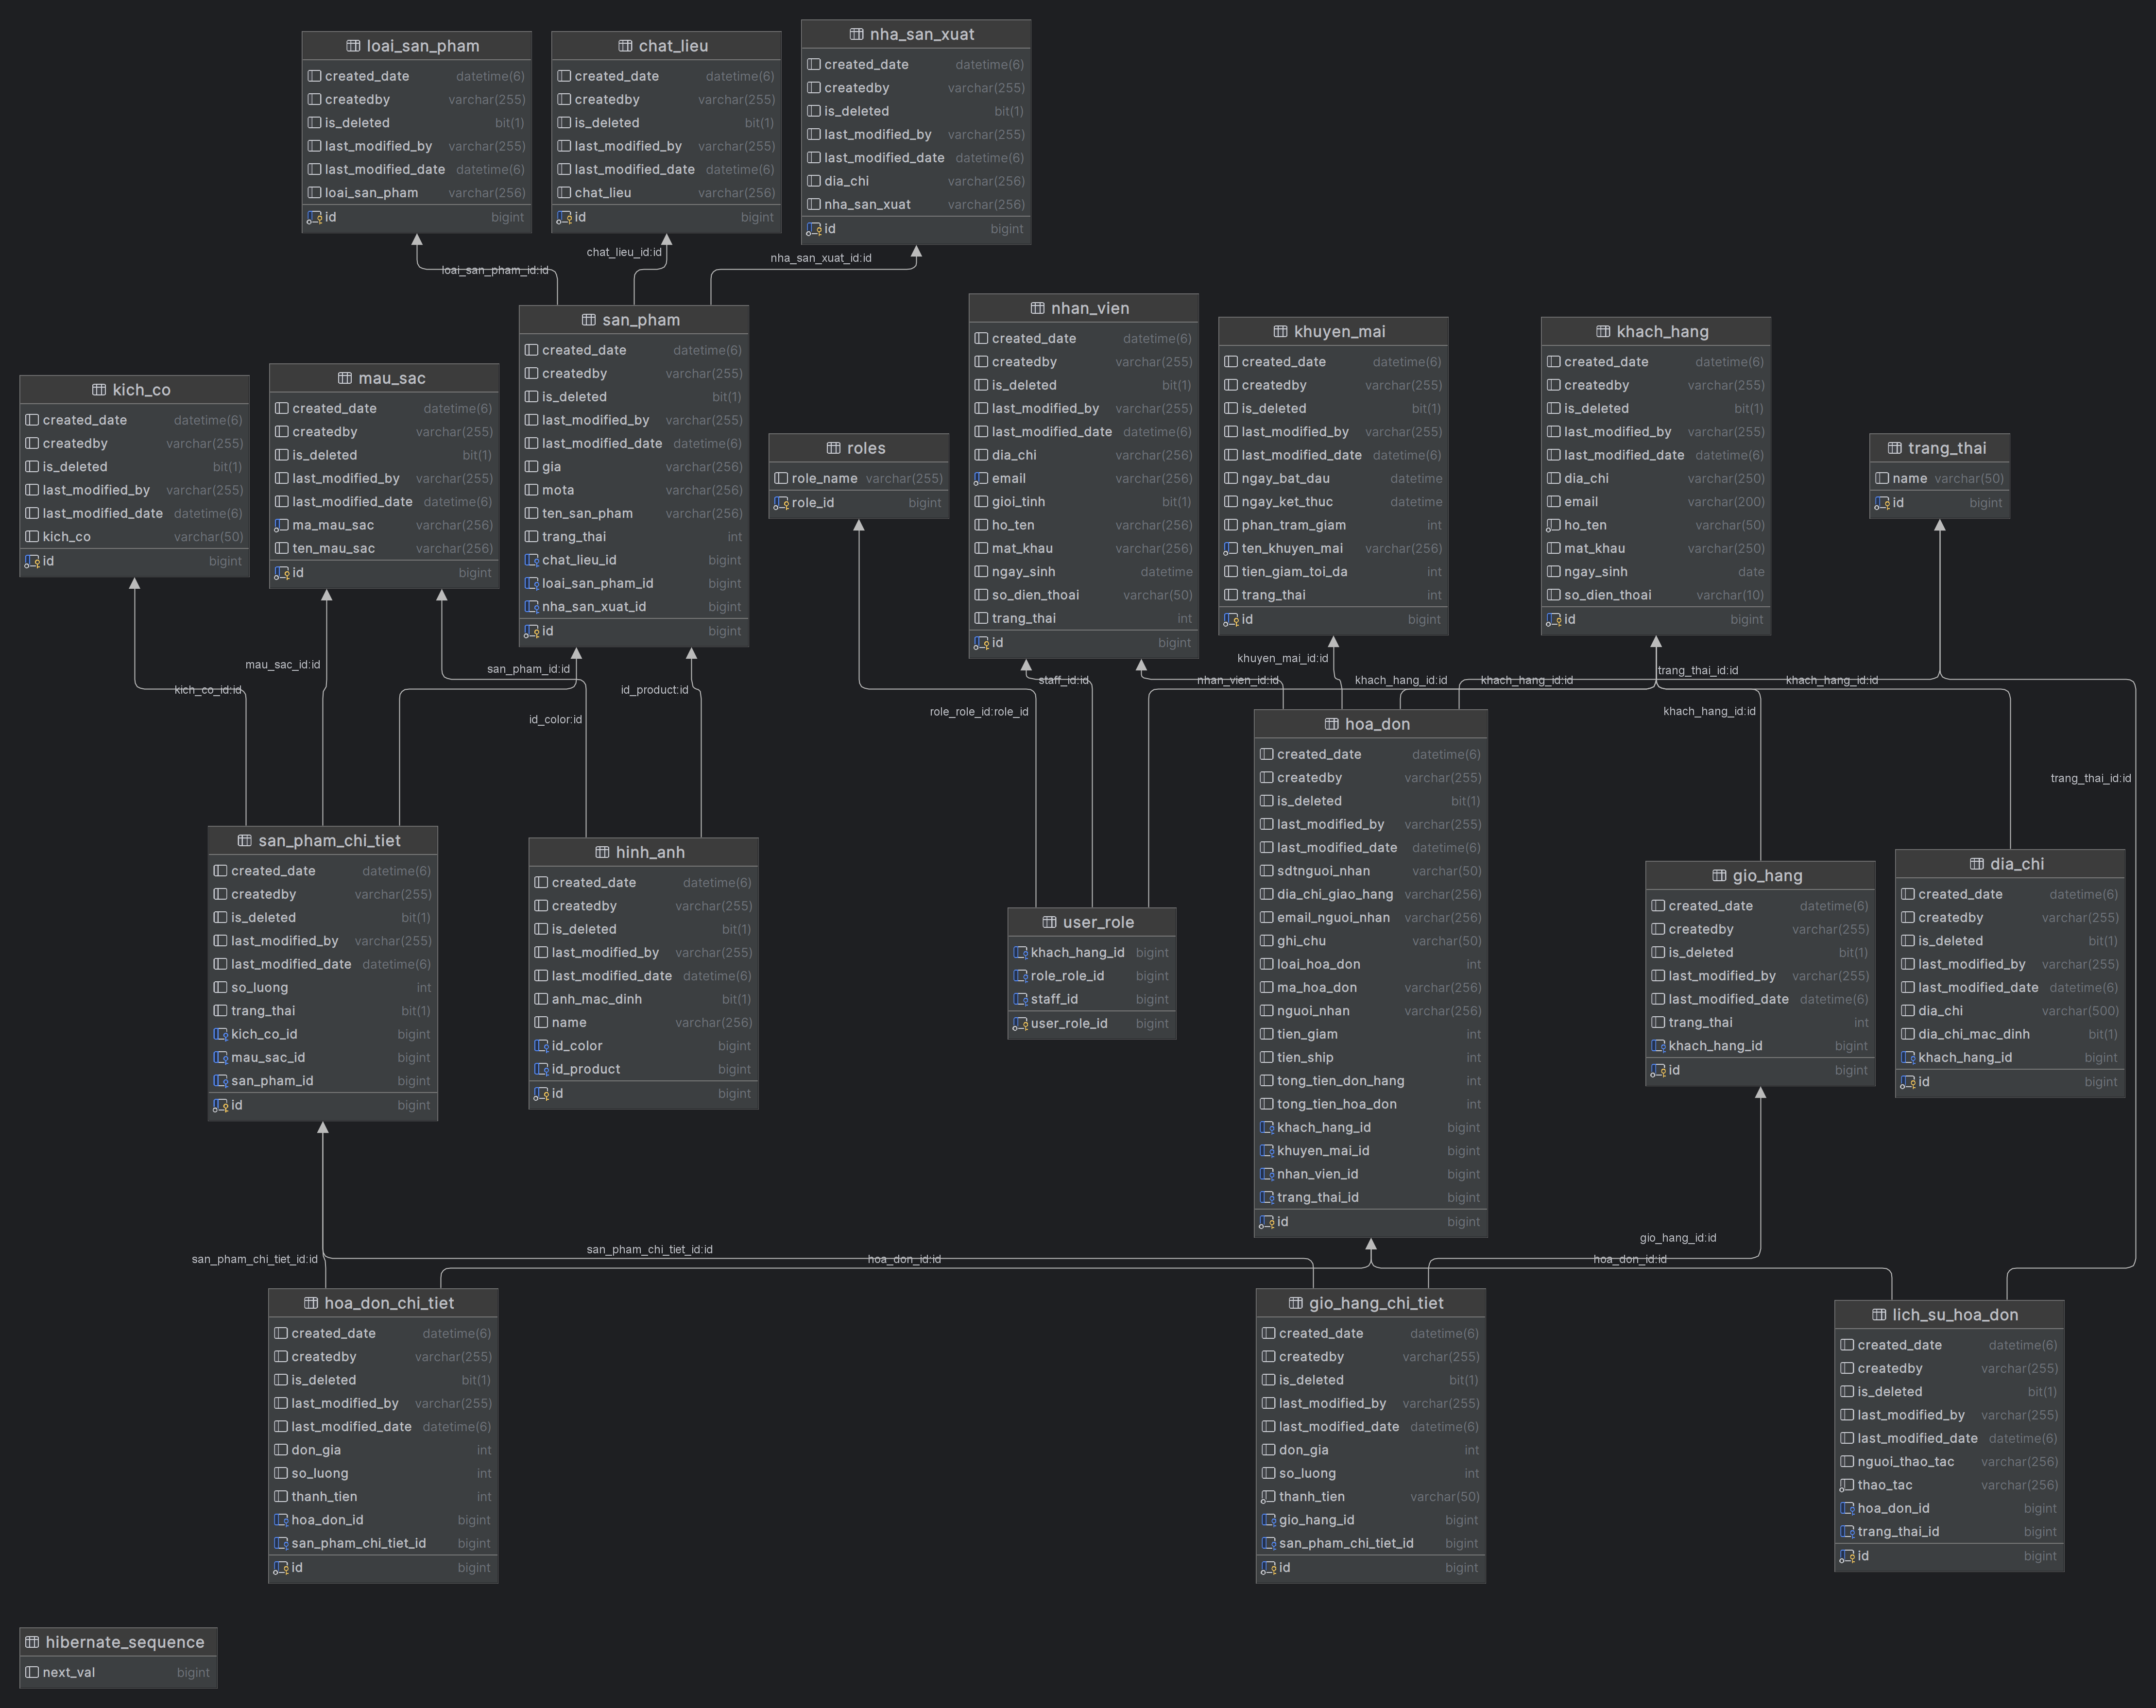 loai_san_pham
created_date datetime(6)
createdby varchar(255)
is_deleted bit(1)
last_modified_by varchar(255)
last_modified_date datetime(6)
loai_san_pham varchar(256)
id bigint
chat_lieu
created_date datetime(6)
createdby varchar(255)
is_deleted bit(1)
last_modified_by varchar(255)
last_modified_date datetime(6)
chat_lieu varchar(256)
id bigint
nha_san_xuat
created_date datetime(6)
createdby varchar(255)
is_deleted bit(1)
last_modified_by varchar(255)
last_modified_date datetime(6)
dia_chi varchar(256)
nha_san_xuat varchar(256)
id bigint
loai_san_pham_id:id
chat_lieu_id:id
nha_san_xuat_id:id
kich_co
created_date datetime(6)
createdby varchar(255)
is_deleted bit(1)
last_modified_by varchar(255)
last_modified_date datetime(6)
kich_co varchar(50)
id bigint
mau_sac
created_date datetime(6)
createdby varchar(255)
is_deleted bit(1)
last_modified_by varchar(255)
last_modified_date datetime(6)
ma_mau_sac varchar(256)
ten_mau_sac varchar(256)
id bigint
san_pham
created_date datetime(6)
createdby varchar(255)
is_deleted bit(1)
last_modified_by varchar(255)
last_modified_date datetime(6)
gia varchar(256)
mota varchar(256)
ten_san_pham varchar(256)
trang_thai int
chat_lieu_id bigint
loai_san_pham_id bigint
nha_san_xuat_id bigint
id bigint
roles
role_name varchar(255)
role_id bigint
nhan_vien
created_date datetime(6)
createdby varchar(255)
is_deleted bit(1)
last_modified_by varchar(255)
last_modified_date datetime(6)
dia_chi varchar(256)
email varchar(256)
gioi_tinh bit(1)
ho_ten varchar(256)
mat_khau varchar(256)
ngay_sinh datetime
so_dien_thoai varchar(50)
trang_thai int
id bigint
khuyen_mai
created_date datetime(6)
createdby varchar(255)
is_deleted bit(1)
last_modified_by varchar(255)
last_modified_date datetime(6)
ngay_bat_dau datetime
ngay_ket_thuc datetime
phan_tram_giam int
ten_khuyen_mai varchar(256)
tien_giam_toi_da int
trang_thai int
id bigint
khach_hang
created_date datetime(6)
createdby varchar(255)
is_deleted bit(1)
last_modified_by varchar(255)
last_modified_date datetime(6)
dia_chi varchar(250)
email varchar(200)
ho_ten varchar(50)
mat_khau varchar(250)
ngay_sinh date
so_dien_thoai varchar(10)
id bigint
trang_thai
name varchar(50)
id bigint
kich_co_id:id
mau_sac_id:id
san_pham_id:id
id_color:id
id_product:id
role_role_id:role_id
staff_id:id
nhan_vien_id:id
khuyen_mai_id:id
khach_hang_id:id
khach_hang_id:id
trang_thai_id:id
khach_hang_id:id
khach_hang_id:id
trang_thai_id:id
san_pham_chi_tiet
created_date datetime(6)
createdby varchar(255)
is_deleted bit(1)
last_modified_by varchar(255)
last_modified_date datetime(6)
so_luong int
trang_thai bit(1)
kich_co_id bigint
mau_sac_id bigint
san_pham_id bigint
id bigint
hinh_anh
created_date datetime(6)
createdby varchar(255)
is_deleted bit(1)
last_modified_by varchar(255)
last_modified_date datetime(6)
anh_mac_dinh bit(1)
name varchar(256)
id_color bigint
id_product bigint
id bigint
user_role
khach_hang_id bigint
role_role_id bigint
staff_id bigint
user_role_id bigint
hoa_don
created_date datetime(6)
createdby varchar(255)
is_deleted bit(1)
last_modified_by varchar(255)
last_modified_date datetime(6)
sdtnguoi_nhan varchar(50)
dia_chi_giao_hang varchar(256)
email_nguoi_nhan varchar(256)
ghi_chu varchar(50)
loai_hoa_don int
ma_hoa_don varchar(256)
nguoi_nhan varchar(256)
tien_giam int
tien_ship int
tong_tien_don_hang int
tong_tien_hoa_don int
khach_hang_id bigint
khuyen_mai_id bigint
nhan_vien_id bigint
trang_thai_id bigint
id bigint
gio_hang
created_date datetime(6)
createdby varchar(255)
is_deleted bit(1)
last_modified_by varchar(255)
last_modified_date datetime(6)
trang_thai int
khach_hang_id bigint
id bigint
dia_chi
created_date datetime(6)
createdby varchar(255)
is_deleted bit(1)
last_modified_by varchar(255)
last_modified_date datetime(6)
dia_chi varchar(500)
dia_chi_mac_dinh bit(1)
khach_hang_id bigint
id bigint
san_pham_chi_tiet_id:id
san_pham_chi_tiet_id:id
hoa_don_id:id
gio_hang_id:id
hoa_don_id:id
hoa_don_chi_tiet
created_date datetime(6)
createdby varchar(255)
is_deleted bit(1)
last_modified_by varchar(255)
last_modified_date datetime(6)
don_gia int
so_luong int
thanh_tien int
hoa_don_id bigint
san_pham_chi_tiet_id bigint
id bigint
gio_hang_chi_tiet
created_date datetime(6)
createdby varchar(255)
is_deleted bit(1)
last_modified_by varchar(255)
last_modified_date datetime(6)
don_gia int
so_luong int
thanh_tien varchar(50)
gio_hang_id bigint
san_pham_chi_tiet_id bigint
id bigint
lich_su_hoa_don
created_date datetime(6)
createdby varchar(255)
is_deleted bit(1)
last_modified_by varchar(255)
last_modified_date datetime(6)
nguoi_thao_tac varchar(256)
thao_tac varchar(256)
hoa_don_id bigint
trang_thai_id bigint
id bigint
hibernate_sequence
next_val bigint